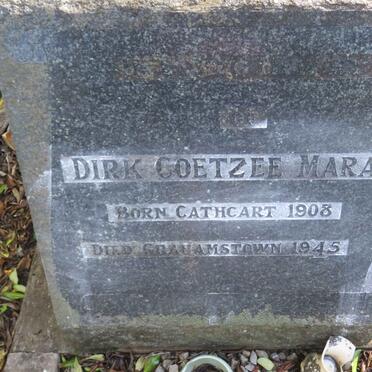 DIRK COETZEE MARA
BORN CATHCART 1908
DIED GRAHAMSTOWN 1945